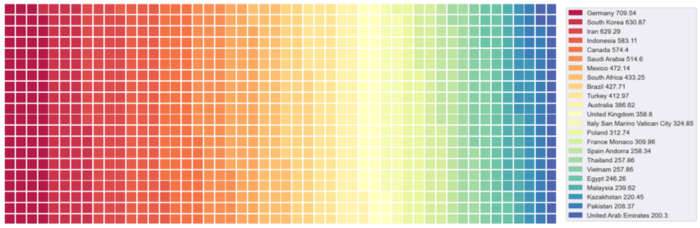 Germany 709.54
South Korea 630.87
Iran 629.29
Indonesia 583.11
Canada 574.4
Saudi Arabia 514.6
Mexico 472.14
South Africa 433.25
Brazil 427.71
Turkey 412.97
Australia 386.62
United Kingdom 358.8
Italy San Marino Vatican City 324.85
Poland 312.74
France Monaco 309.96
Spain Andorra 258.34
Thailand 257.86
Vietnam 257.86
Egypt 246.26
Malaysia 239.62
Kazakhstan 220.45
Pakistan 208.37
United Arab Emirates 200.3